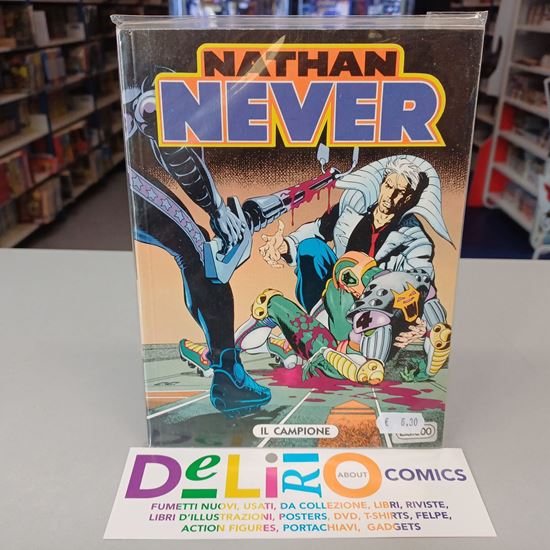 NATHAN
NEVER
IL CAMPIONE
€ 6,30
DeLiRiO ABOUT COMICS
FUMETTI NUOVI, USATI, DA COLLEZIONE, LIBRI, RIVISTE,
LIBRI D'ILLUSTRAZIONI, POSTERS, DVD, T-SHIRTS, FELPE,
ACTION FIGURES, PORTACHIAVI, GADGETS